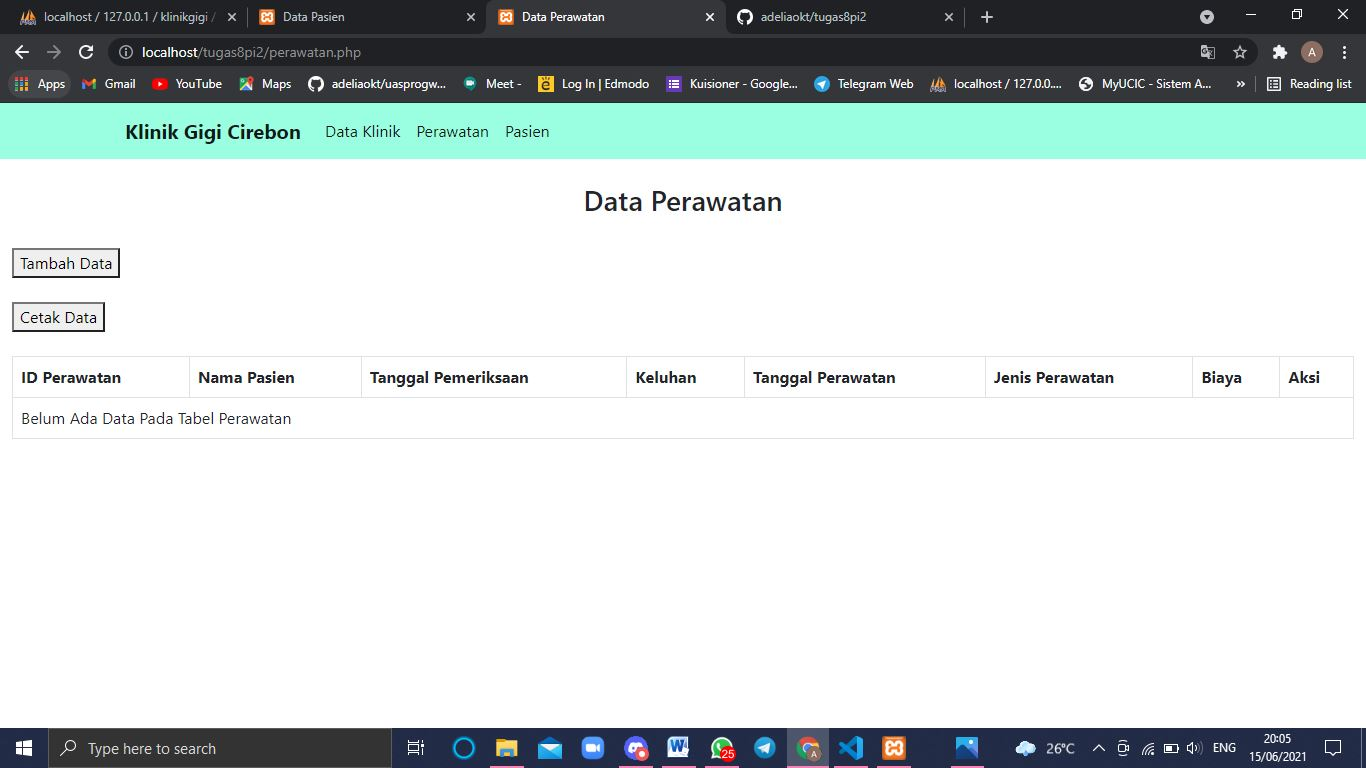 localhost / 127.0.0.1 / klinikgigi /
Data Pasien
Data Perawatan
adeliaokt/tugas8pi2
localhost/tugas8pi2/perawatan.php
A
Apps
Gmail
YouTube
Maps
adeliaokt/uasprogw...
Meet -
Log In | Edmodo
Kuisioner - Google...
Telegram Web
localhost / 127.0.0....
MyUCIC - Sistem A...
»
Reading list
Klinik Gigi Cirebon
Data Klinik
Perawatan
Pasien
Data Perawatan
Tambah Data
Cetak Data
ID Perawatan
Nama Pasien
Tanggal Pemeriksaan
Keluhan
Tanggal Perawatan
Jenis Perawatan
Biaya
Aksi
Belum Ada Data Pada Tabel Perawatan
Type here to search
25
A
26°C
ENG
20:05
15/06/2021